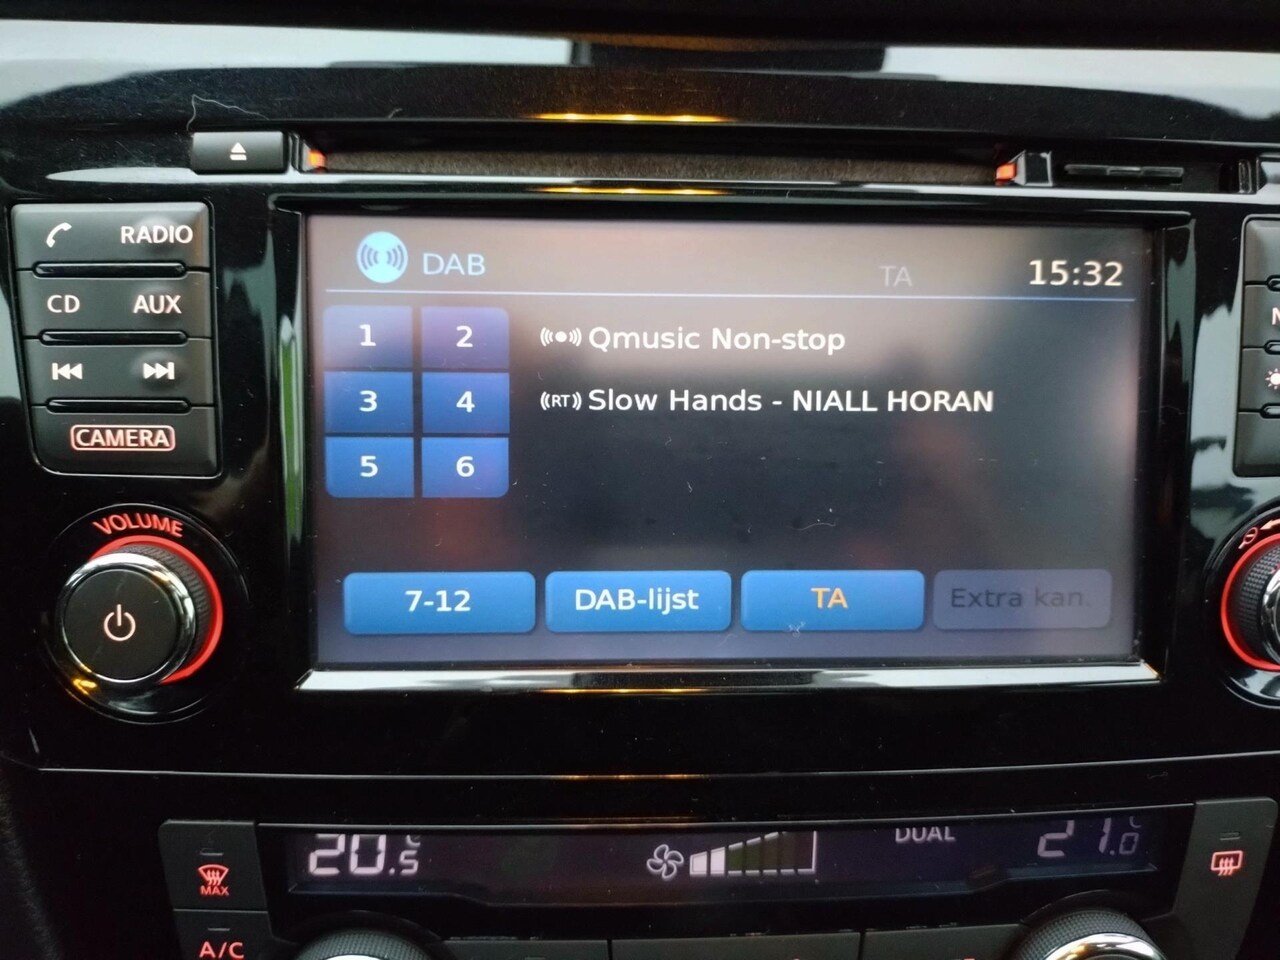 RADIO
CD AUX
CAMERA
VOLUME
DAB TA 15:32
1 2
3 4
5 6
Qmusic Non-stop
(RT) Slow Hands - NIALL HORAN
7-12 DAB-lijst TA Extra kan.
20.5°C DUAL 21.0°C
MAX
A/C